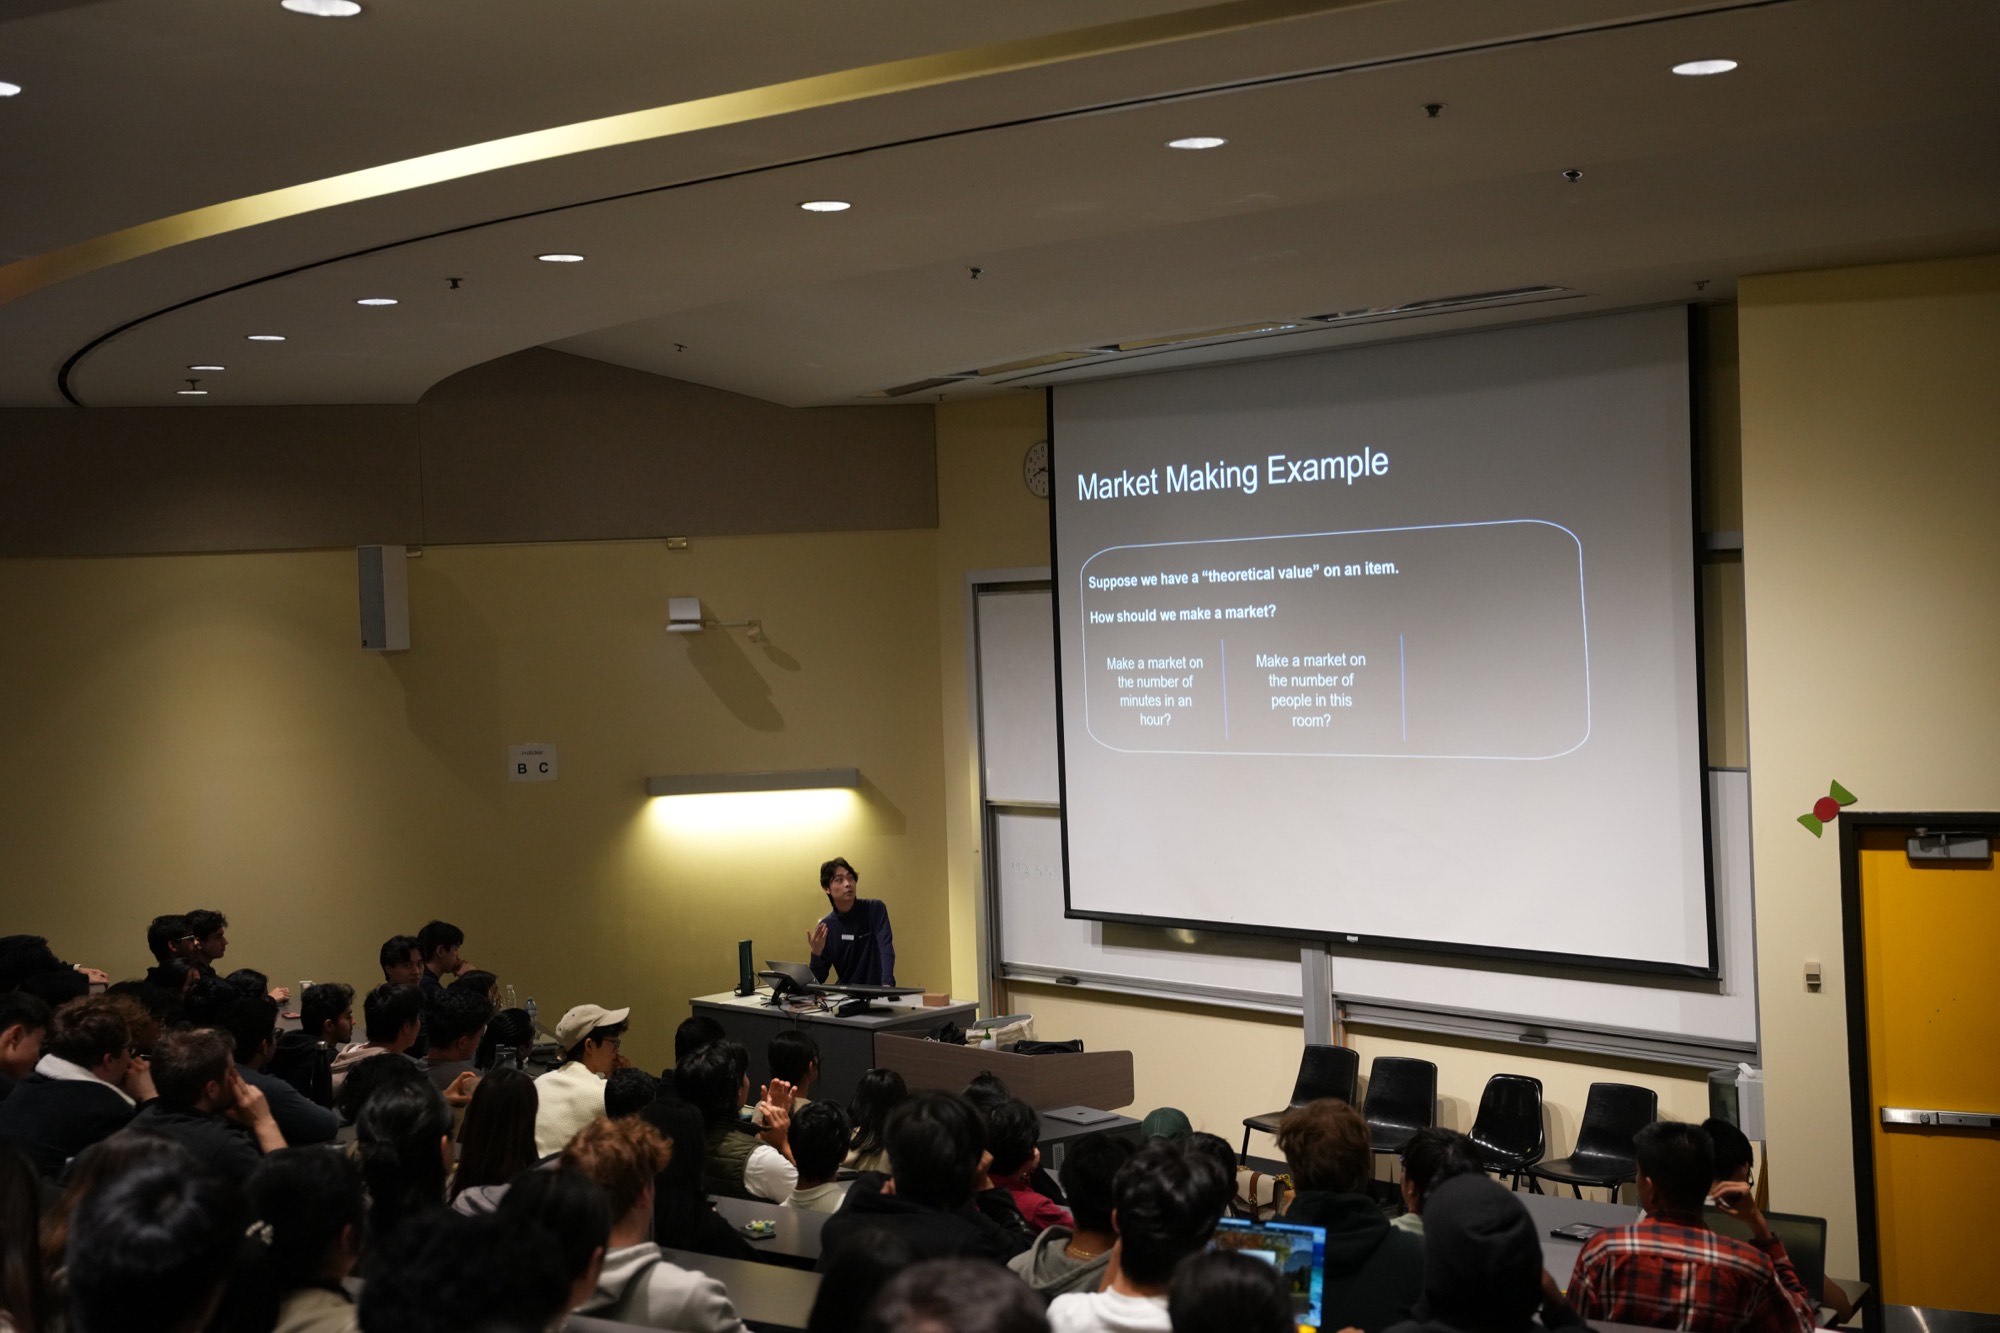 Market Making Example
Suppose we have a “theoretical value” on an item.
How should we make a market?
Make a market on
the number of
minutes in an
hour?
Make a market on
the number of
people in this
room?
B C